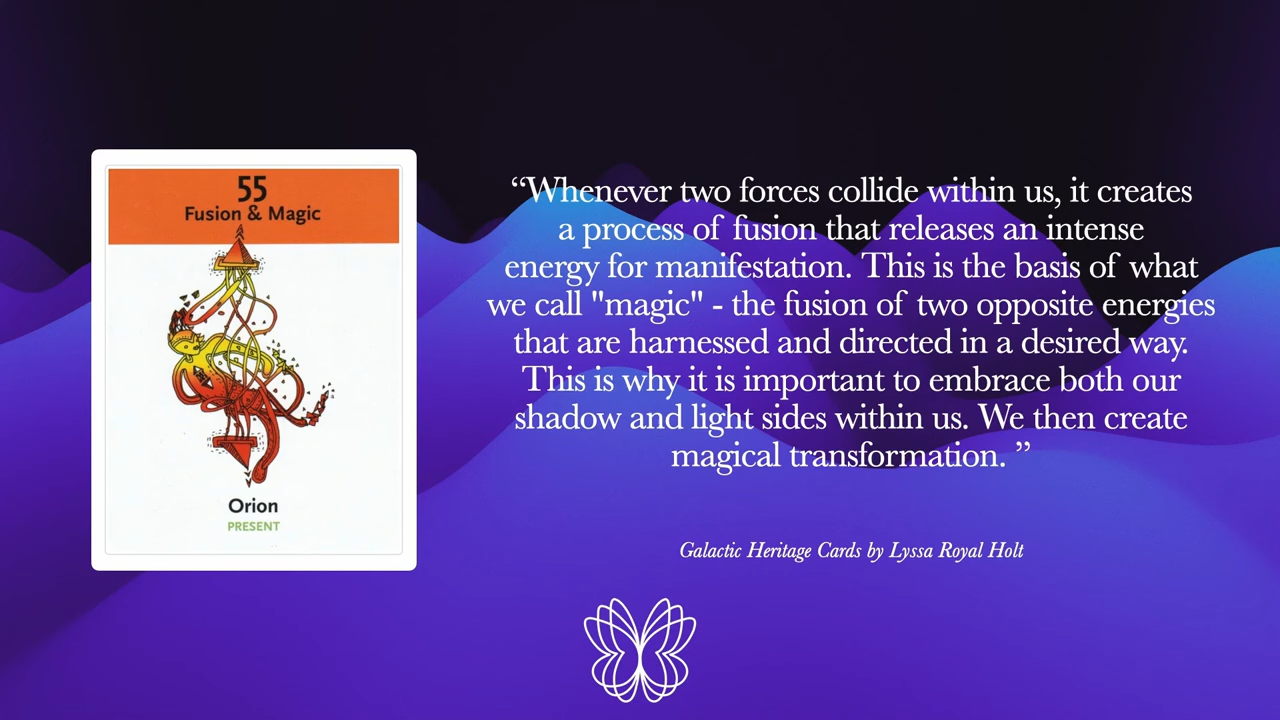 55
Fusion & Magic
Orion
PRESENT
“Whenever two forces collide within us, it creates
a process of fusion that releases an intense
energy for manifestation. This is the basis of what
we call "magic" - the fusion of two opposite energies
that are harnessed and directed in a desired way.
This is why it is important to embrace both our
shadow and light sides within us. We then create
magical transformation. ”
Galactic Heritage Cards by Lyssa Royal Holt